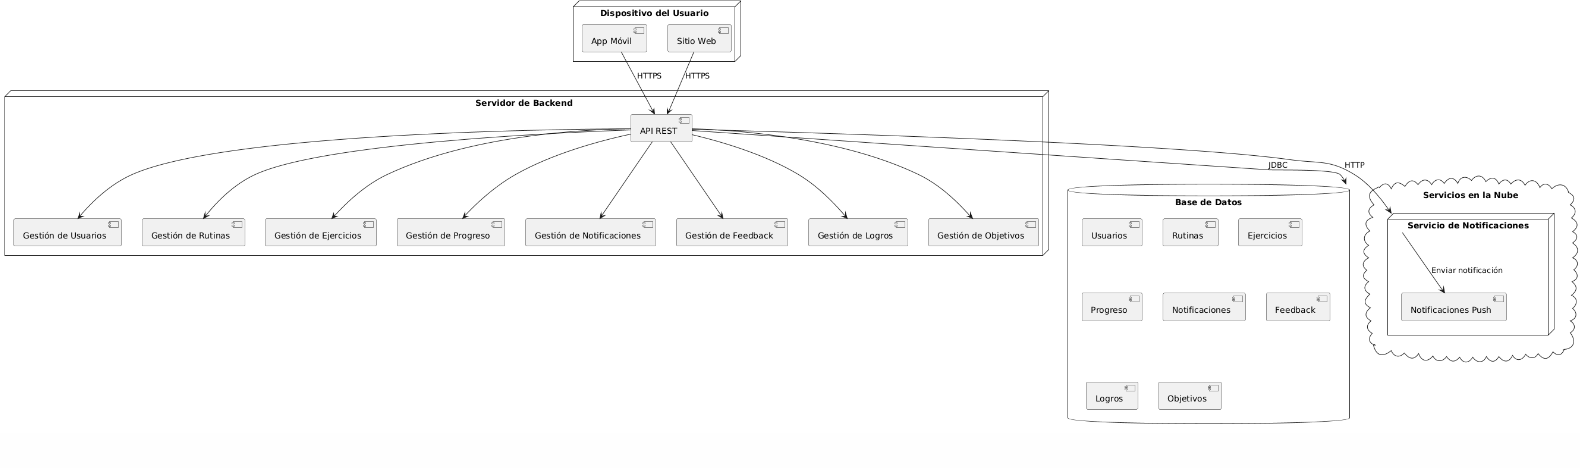 Dispositivo del Usuario
App Móvil
Sitio Web
HTTPS
HTTPS
Servidor de Backend
API REST
JDBC
HTTP
Gestión de Usuarios
Gestión de Rutinas
Gestión de Ejercicios
Gestión de Progreso
Gestión de Notificaciones
Gestión de Feedback
Gestión de Logros
Gestión de Objetivos
Base de Datos
Usuarios
Rutinas
Ejercicios
Progreso
Notificaciones
Feedback
Logros
Objetivos
Servicios en la Nube
Servicio de Notificaciones
Enviar notificación
Notificaciones Push